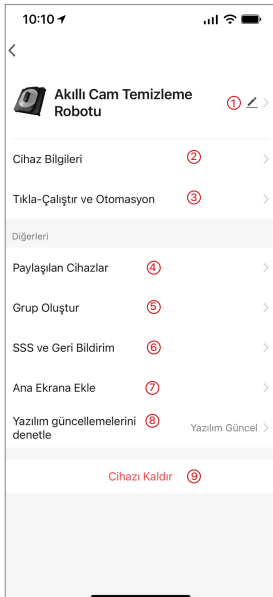 10:10
Akıllı Cam Temizleme
Robotu
①
Cihaz Bilgileri ②
Tıkla-Çalıştır ve Otomasyon ③
Diğerleri
Paylaşılan Cihazlar ④
Grup Oluştur ⑤
SSS ve Geri Bildirim ⑥
Ana Ekrana Ekle ⑦
Yazılım güncellemelerini ⑧
denetle
Yazılım Güncel
Cihazı Kaldır ⑨